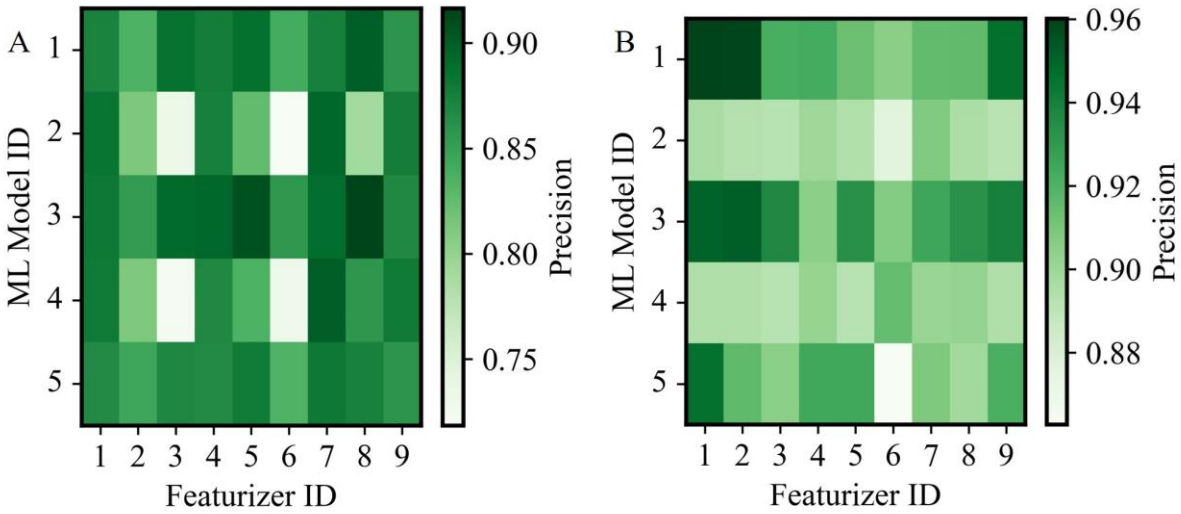 A
ML Model ID
1
2
3
4
5
1 2 3 4 5 6 7 8 9
Featurizer ID
0.90
0.85
0.80
0.75
Precision
B
ML Model ID
1
2
3
4
5
1 2 3 4 5 6 7 8 9
Featurizer ID
0.96
0.94
0.92
0.90
0.88
Precision